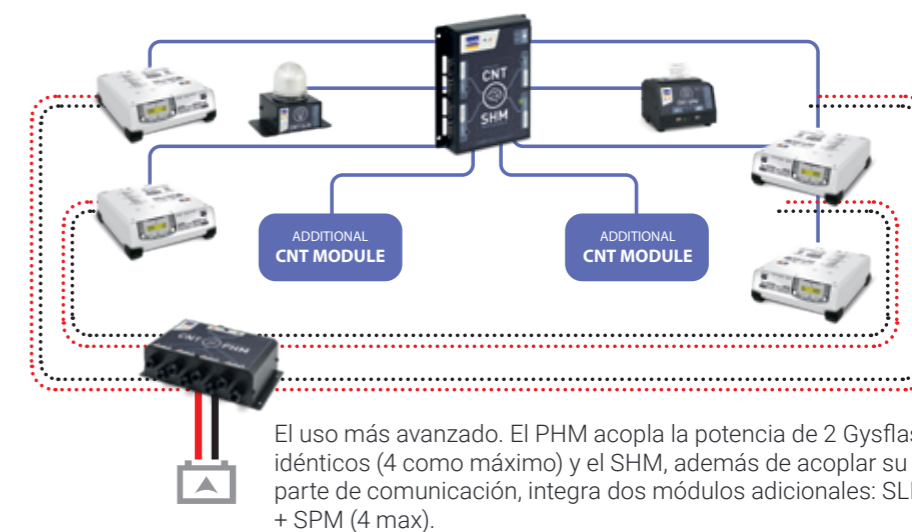 CNT
SHM
ADDITIONAL
CNT MODULE
ADDITIONAL
CNT MODULE
CNT PHM
El uso más avanzado. El PHM acopla la potencia de 2 Gysflas
idénticos (4 como máximo) y el SHM, además de acoplar su
parte de comunicación, integra dos módulos adicionales: SL
+ SPM (4 max).